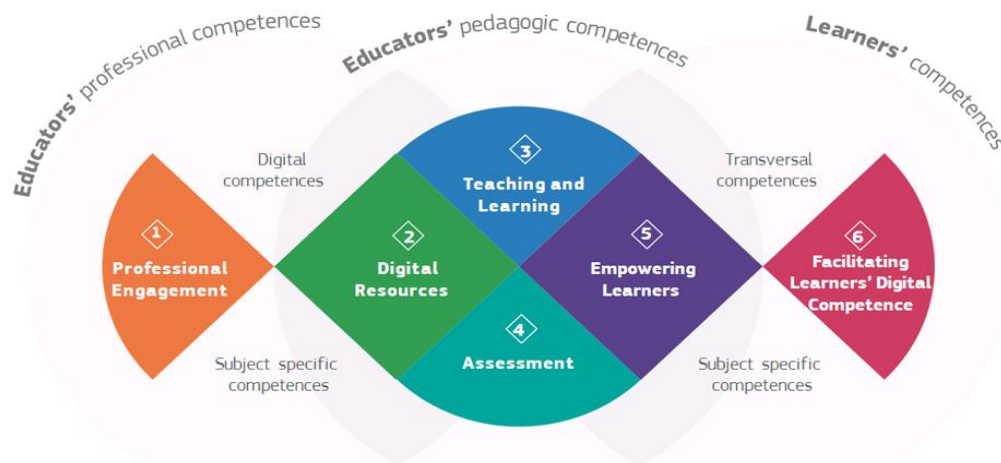 Educators' professional competences
Educators' pedagogic competences
Learners' competences
Digital
competences
Transversal
competences
1
Professional
Engagement
2
Digital
Resources
3
Teaching and
Learning
4
Assessment
5
Empowering
Learners
6
Facilitating
Learners' Digital
Competence
Subject specific
competences
Subject specific
competences